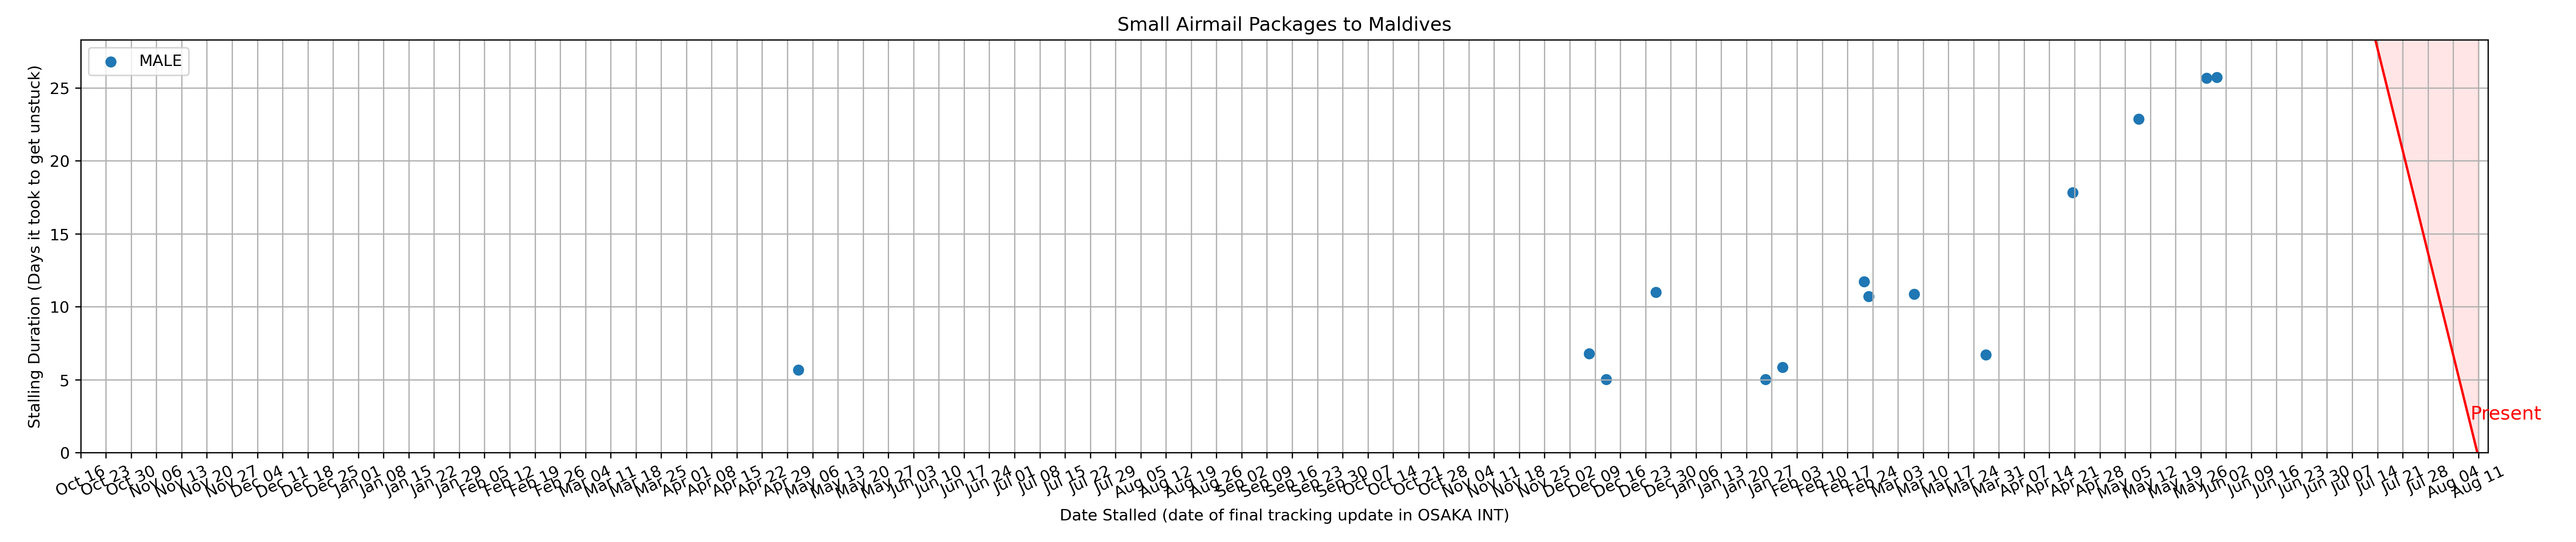 Small Airmail Packages to Maldives
MALE
Stalling Duration (Days it took to get unstuck)
25
20
15
10
5
0
Present
Oct 16 Oct 23 Oct 30 Nov 06 Nov 13 Nov 20 Nov 27 Dec 04 Dec 11 Dec 18 Dec 25 Jan 01 Jan 08 Jan 15 Jan 22 Jan 29 Feb 05 Feb 12 Feb 19 Feb 26 Mar 04 Mar 11 Mar 18 Mar 25 Apr 01 Apr 08 Apr 15 Apr 22 Apr 29 May 06 May 13 May 20 May 27 Jun 03 Jun 10 Jun 17 Jun 24 Jul 01 Jul 08 Jul 15 Jul 22 Jul 29 Aug 05 Aug 12 Aug 19 Aug 26 Sep 02 Sep 09 Sep 16 Sep 23 Sep 30 Oct 07 Oct 14 Oct 21 Oct 28 Nov 04 Nov 11 Nov 18 Nov 25 Dec 02 Dec 09 Dec 16 Dec 23 Dec 30 Jan 06 Jan 13 Jan 20 Jan 27 Feb 03 Feb 10 Feb 17 Feb 24 Mar 03 Mar 10 Mar 17 Mar 24 Mar 31 Apr 07 Apr 14 Apr 21 Apr 28 May 05 May 12 May 19 May 26 Jun 02 Jun 09 Jun 16 Jun 23 Jun 30 Jul 07 Jul 14 Jul 21 Jul 28 Aug 04 Aug 11
Date Stalled (date of final tracking update in OSAKA INT)